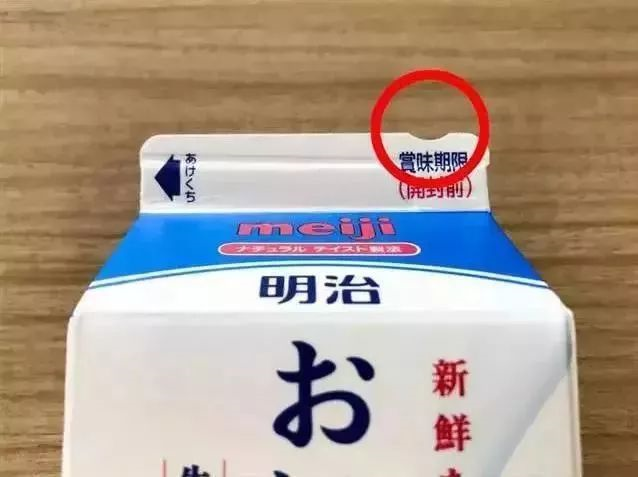 あけくち
賞味期限
(開封前)
meiji
ナチュラル テイスト製法
明治
お
新鮮